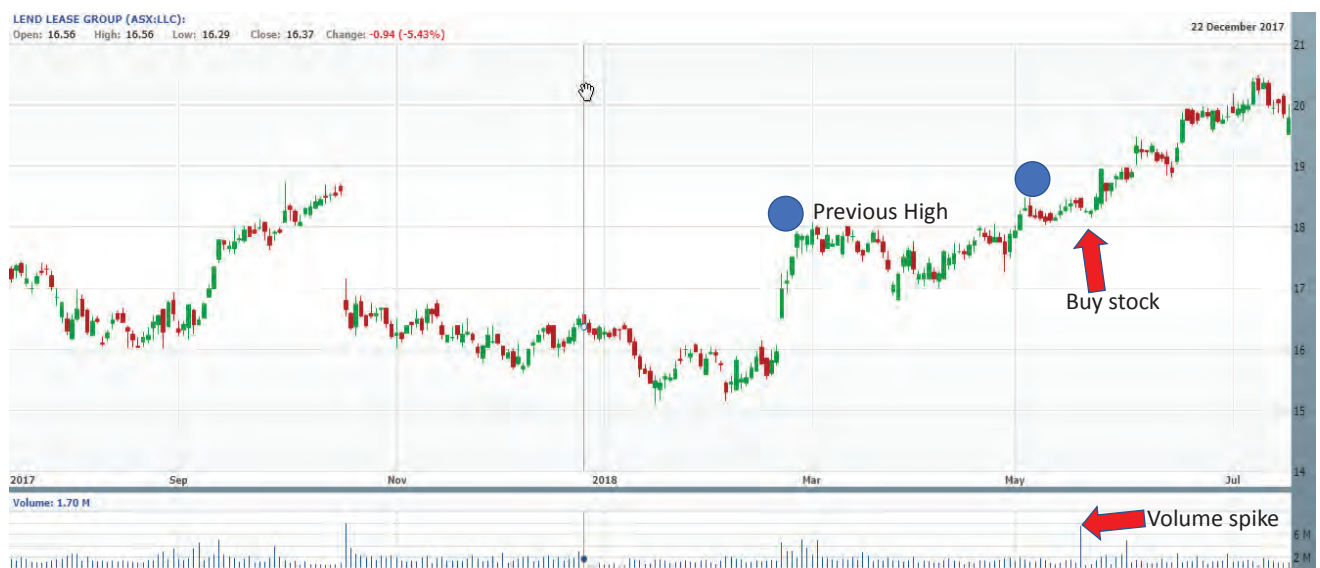 LEND LEASE GROUP (ASX:LLC):
Open: 16.56 High: 16.56 Low: 16.29 Close: 16.37 Change: -0.94 (-5.43%)
22 December 2017
21
20
19
Previous High
18
17
Buy stock
16
15
14
2017 Sep Nov 2018 Mar May Jul
Volume: 1.70 M
Volume spike
6 M
2 M